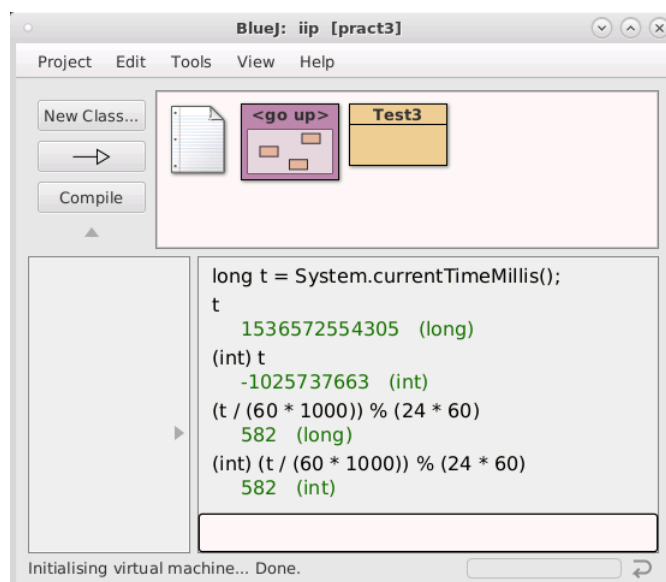 BlueJ: iip [pract3]
Project Edit Tools View Help
New Class...
Compile
<go up>
Test3
long t = System.currentTimeMillis();
t
1536572554305 (long)
(int) t
-1025737663 (int)
(t / (60 * 1000)) % (24 * 60)
582 (long)
(int) (t / (60 * 1000)) % (24 * 60)
582 (int)
Initialising virtual machine... Done.